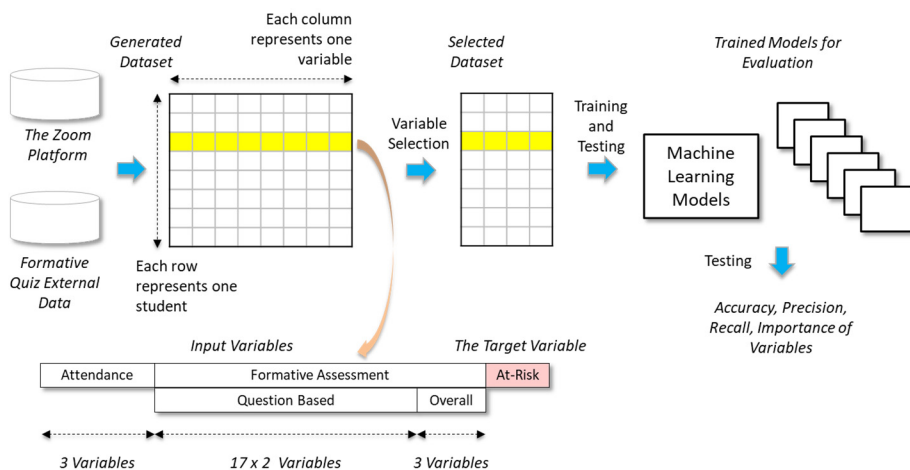 Generated
Dataset
Each column
represents one
variable
Selected
Dataset
Trained Models for
Evaluation
The Zoom
Platform
Variable
Selection
Training
and
Testing
Machine
Learning
Models
Formative
Quiz External
Data
Each row
represents one
student
Testing
Accuracy, Precision,
Recall, Importance of
Variables
Input Variables
The Target Variable
Attendance
Formative Assessment
At-Risk
Question Based
Overall
3 Variables
17 x 2 Variables
3 Variables